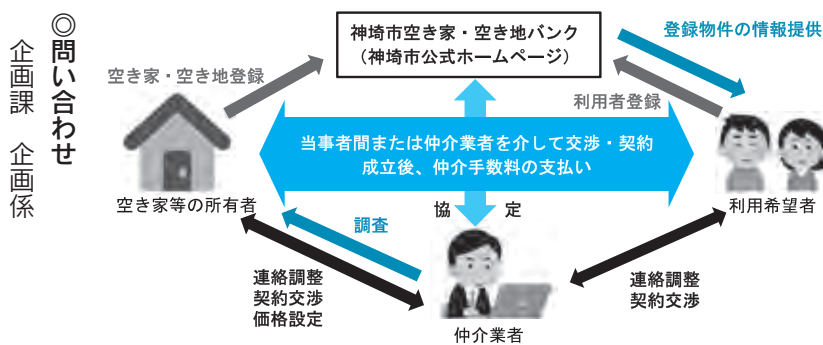 ◎問い合わせ
企画課　企画係
神埼市空き家・空き地バンク
（神埼市公式ホームページ）
登録物件の情報提供
空き家・空き地登録
利用者登録
当事者間または仲介業者を介して交渉・契約
成立後、仲介手数料の支払い
空き家等の所有者
協　定
利用希望者
調査
連絡調整
契約交渉
価格設定
連絡調整
契約交渉
仲介業者